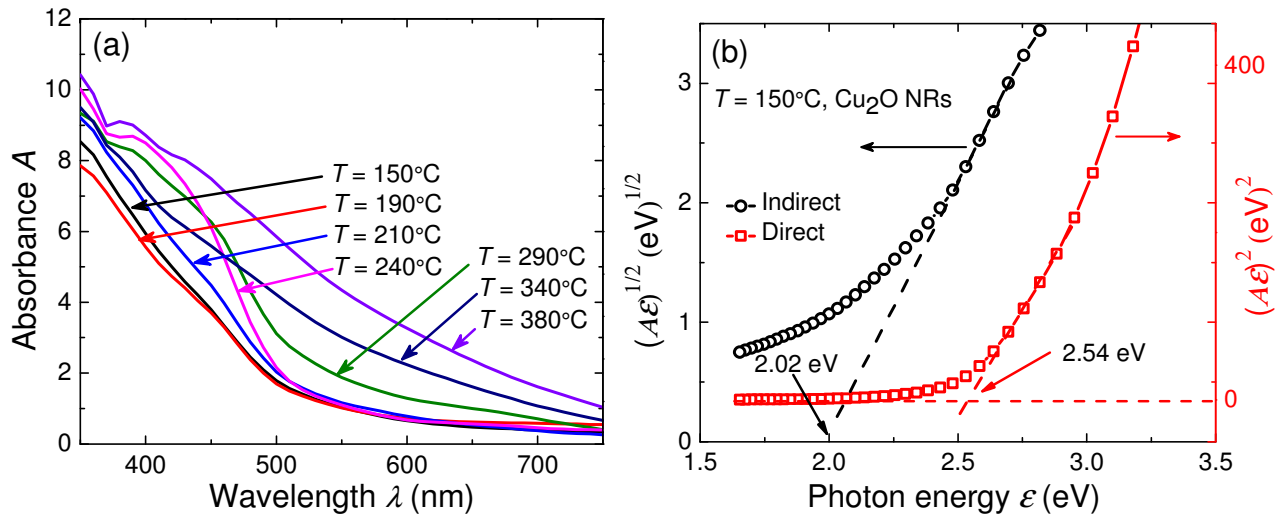 (a)
12
10
8
6
4
2
0
Absorbance A
T = 150°C
T = 190°C
T = 210°C
T = 240°C
T = 290°C
T = 340°C
T = 380°C
400
500
600
700
Wavelength λ (nm)
(b)
3
2
1
0
(Aε)^1/2 (eV)^1/2
T = 150°C, Cu₂O NRs
Indirect
Direct
2.02 eV
2.54 eV
400
0
(Aε)² (eV)²
1.5
2.0
2.5
3.0
3.5
Photon energy ε (eV)